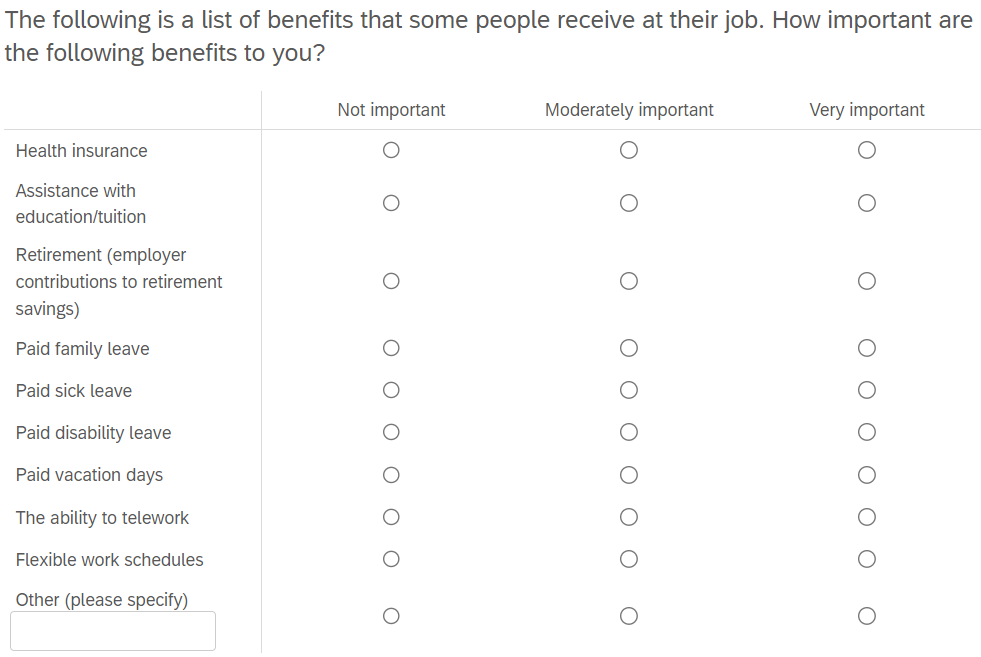 The following is a list of benefits that some people receive at their job. How important are
the following benefits to you?
Not important Moderately important Very important
Health insurance
Assistance with
education/tuition
Retirement (employer
contributions to retirement
savings)
Paid family leave
Paid sick leave
Paid disability leave
Paid vacation days
The ability to telework
Flexible work schedules
Other (please specify)